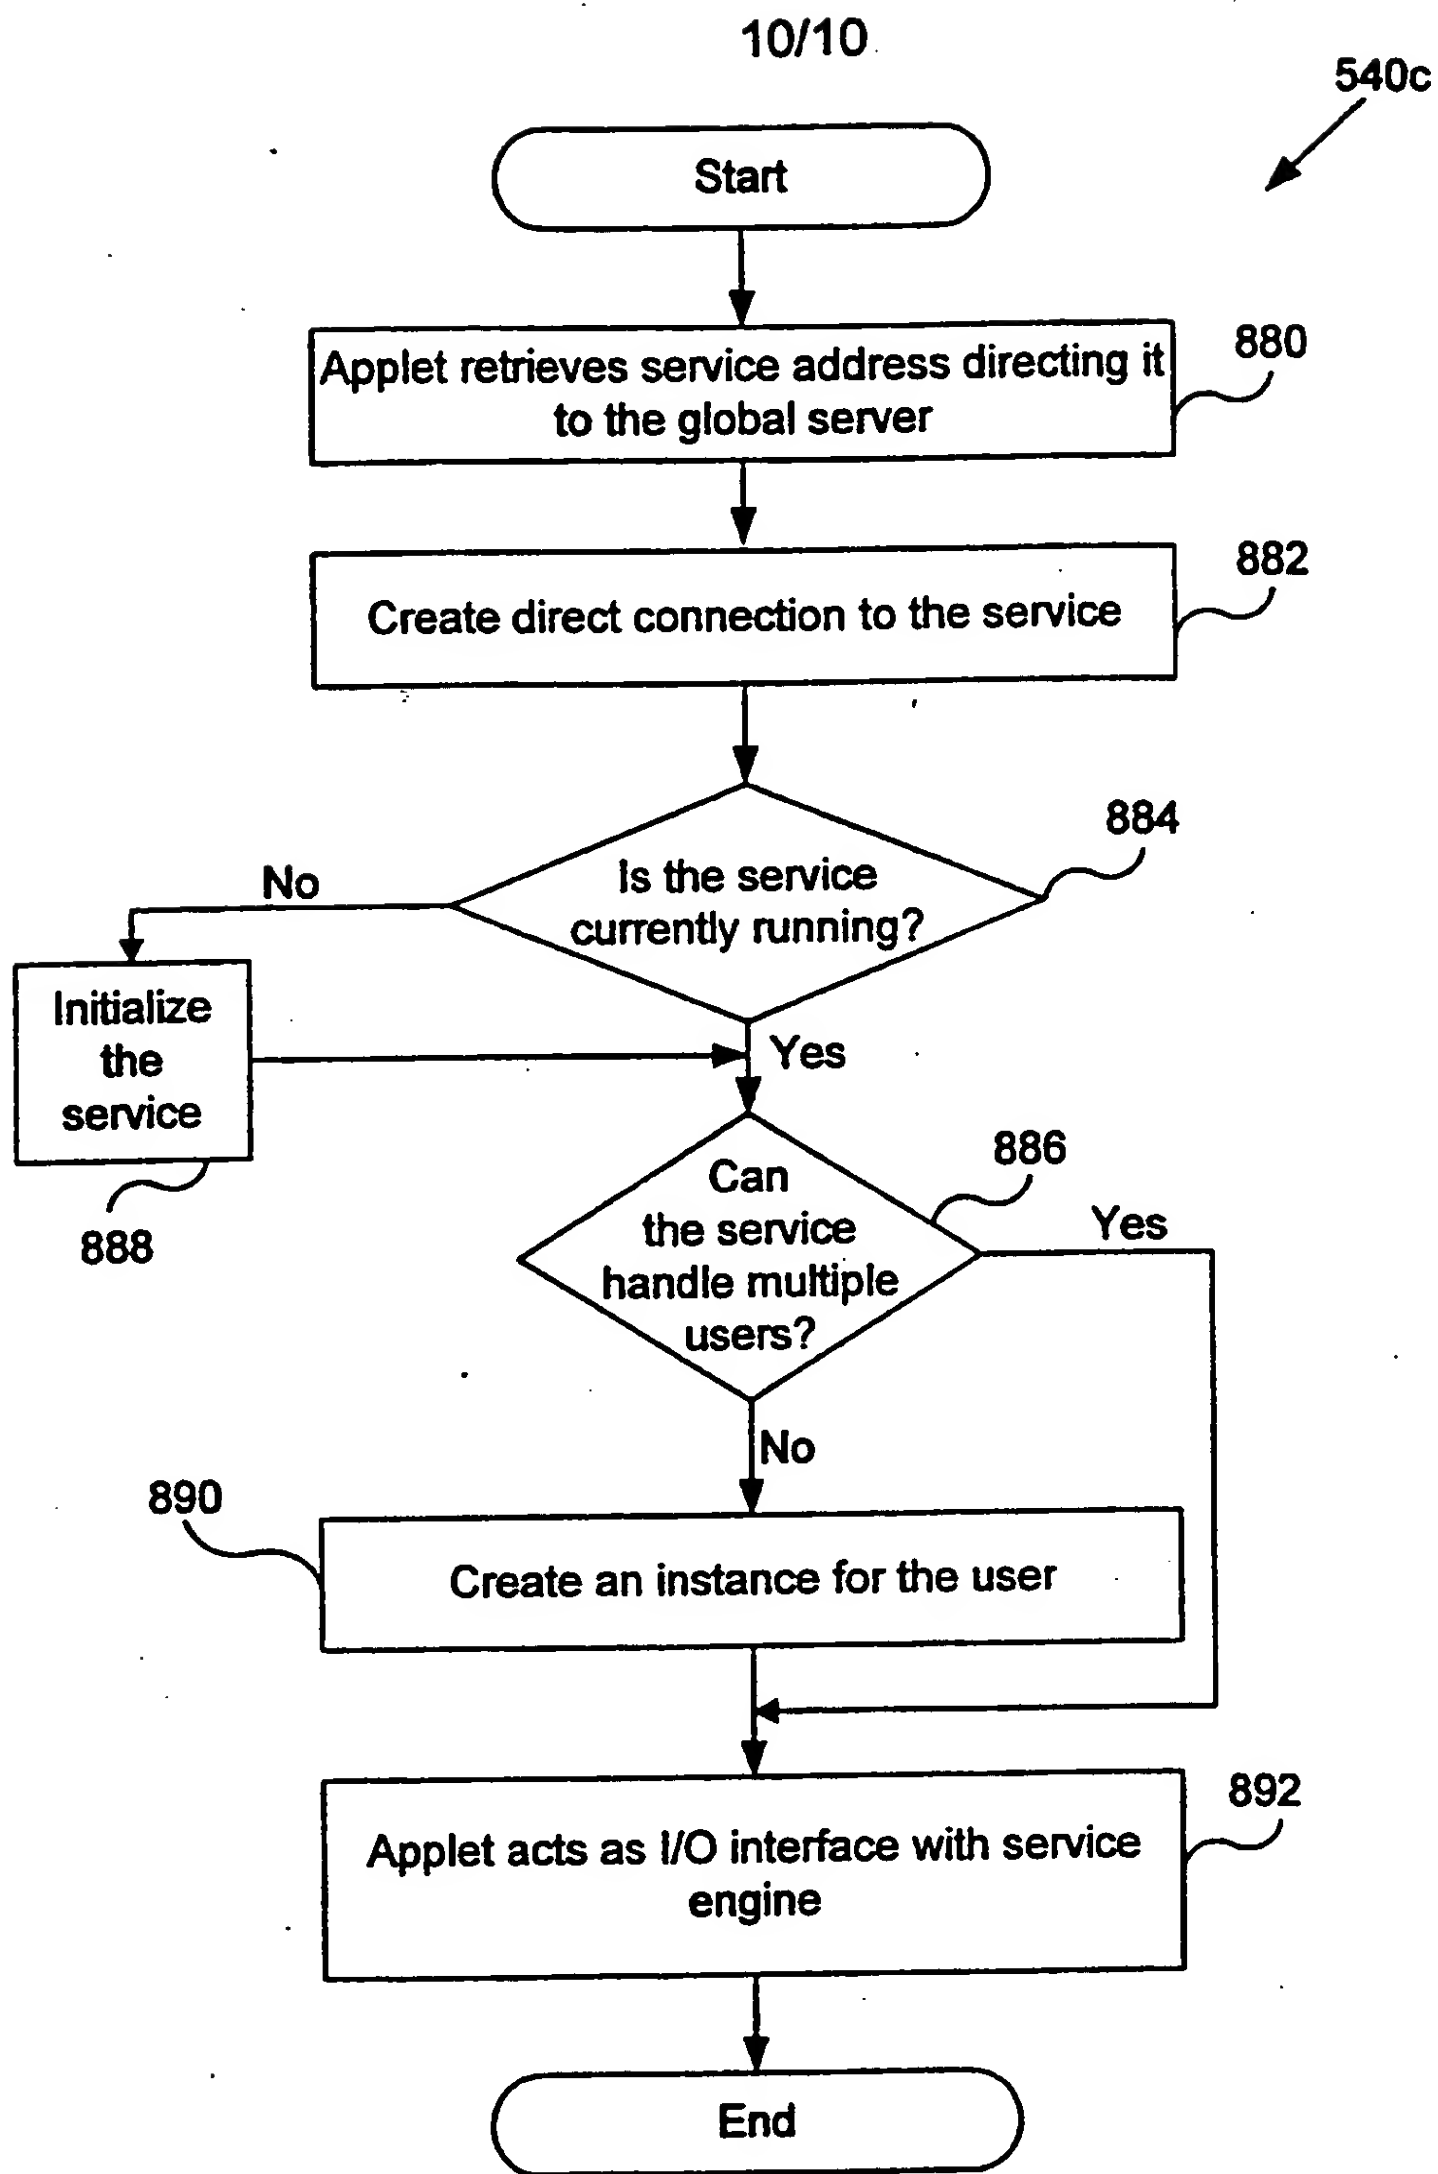 10/10
540c
Start
Applet retrieves service address directing it
to the global server
880
Create direct connection to the service
882
Is the service
currently running?
884
No
Initialize
the
service
888
Yes
Can
the service
handle multiple
users?
886
Yes
No
890
Create an instance for the user
Applet acts as I/O interface with service
engine
892
End